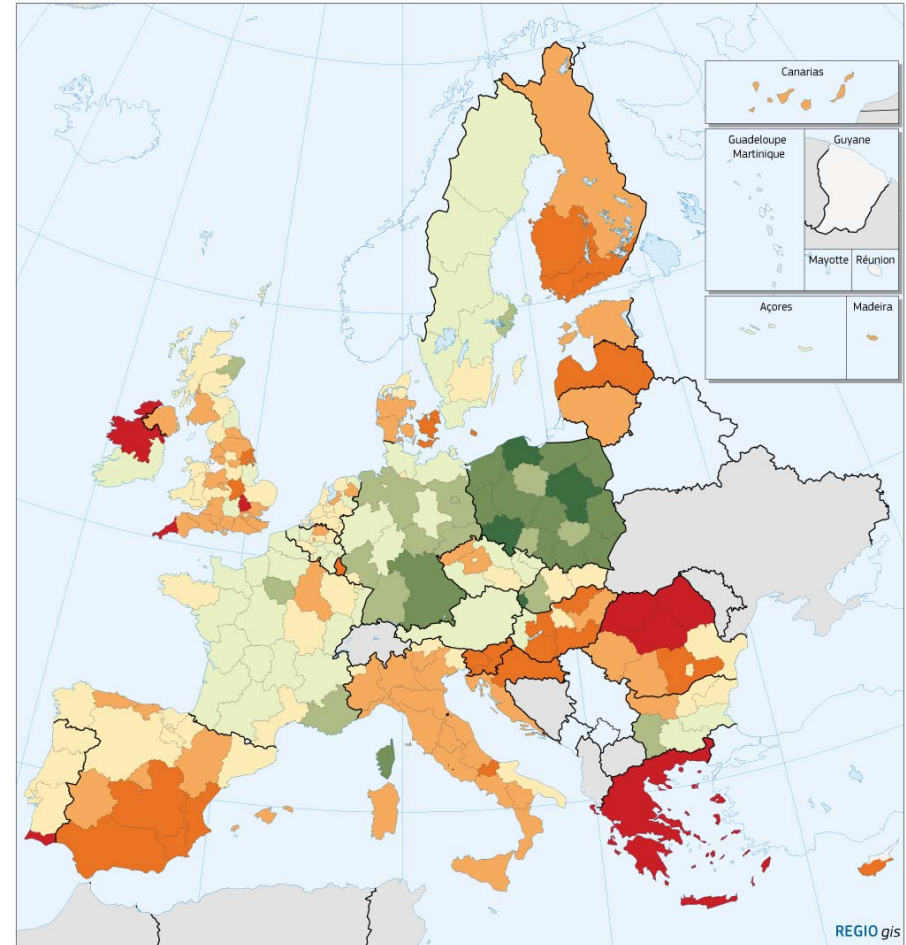 Canarias
Guadeloupe
Martinique
Guyane
Mayotte
Réunion
Açores
Madeira
REGIO gis